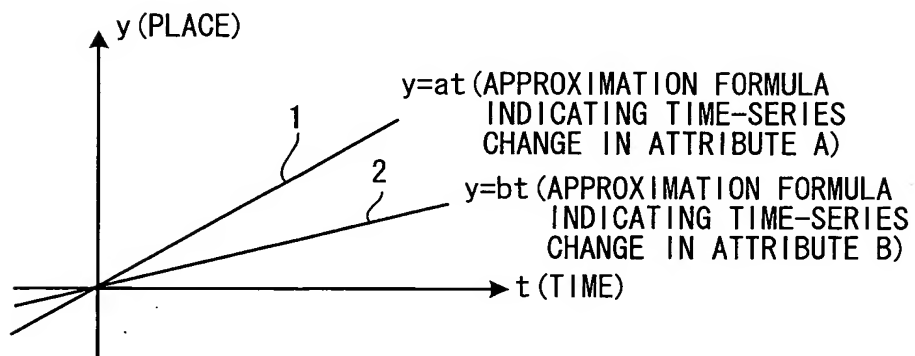 y(PLACE)
y=at(APPROXIMATION FORMULA
INDICATING TIME-SERIES
CHANGE IN ATTRIBUTE A)
1
2
y=bt(APPROXIMATION FORMULA
INDICATING TIME-SERIES
CHANGE IN ATTRIBUTE B)
t(TIME)